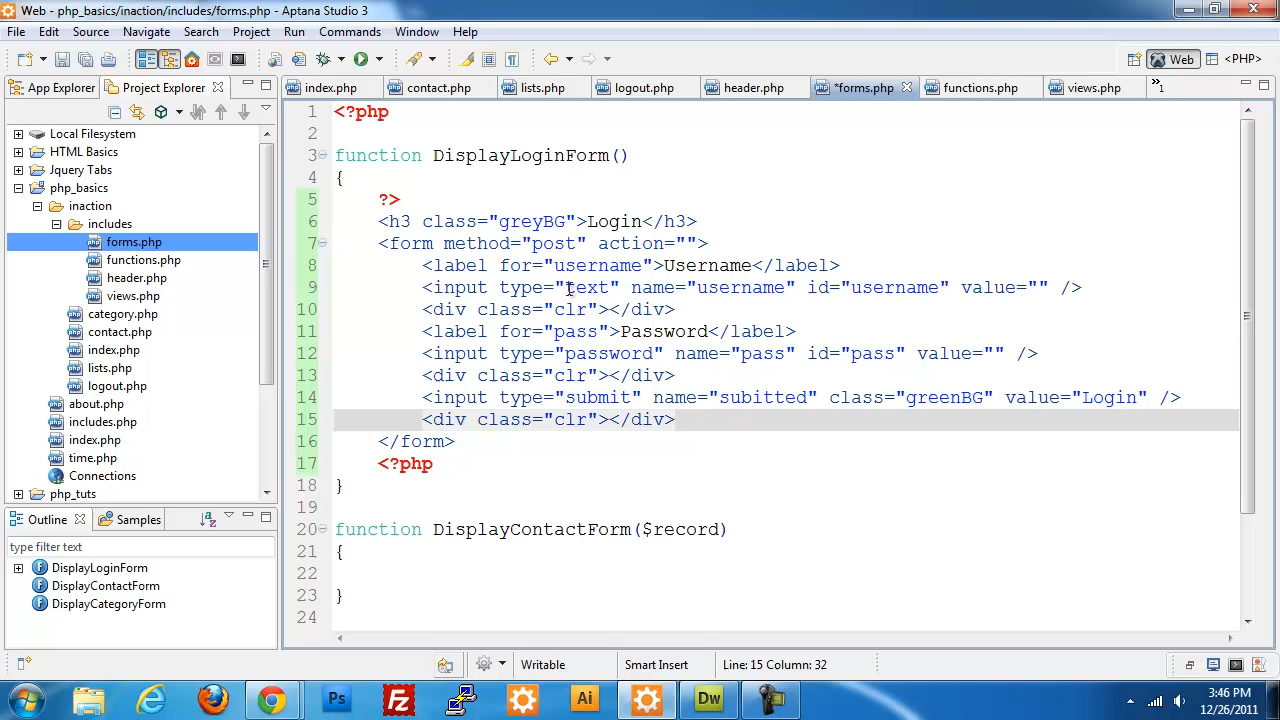 Web - php_basics/inaction/includes/forms.php - Aptana Studio 3
File Edit Source Navigate Search Project Run Commands Window Help
Web <PHP>
App Explorer Project Explorer
index.php contact.php lists.php logout.php header.php *forms.php functions.php views.php »1
Local Filesystem
HTML Basics
Jquery Tabs
php_basics
inaction
includes
forms.php
functions.php
header.php
views.php
category.php
contact.php
index.php
lists.php
logout.php
about.php
includes.php
index.php
time.php
Connections
php_tuts
Outline Samples
type filter text
DisplayLoginForm
DisplayContactForm
DisplayCategoryForm
1 <?php
2
3 function DisplayLoginForm()
4 {
5 ?>
6 <h3 class="greyBG">Login</h3>
7 <form method="post" action="">
8 <label for="username">Username</label>
9 <input type="text" name="username" id="username" value="" />
10 <div class="clr"></div>
11 <label for="pass">Password</label>
12 <input type="password" name="pass" id="pass" value="" />
13 <div class="clr"></div>
14 <input type="submit" name="subitted" class="greenBG" value="Login" />
15 <div class="clr"></div>
16 </form>
17 <?php
18 }
19
20 function DisplayContactForm($record)
21 {
22
23 }
24
Writable Smart Insert Line: 15 Column: 32
Ps Fz Ai Dw
3:46 PM
12/26/2011